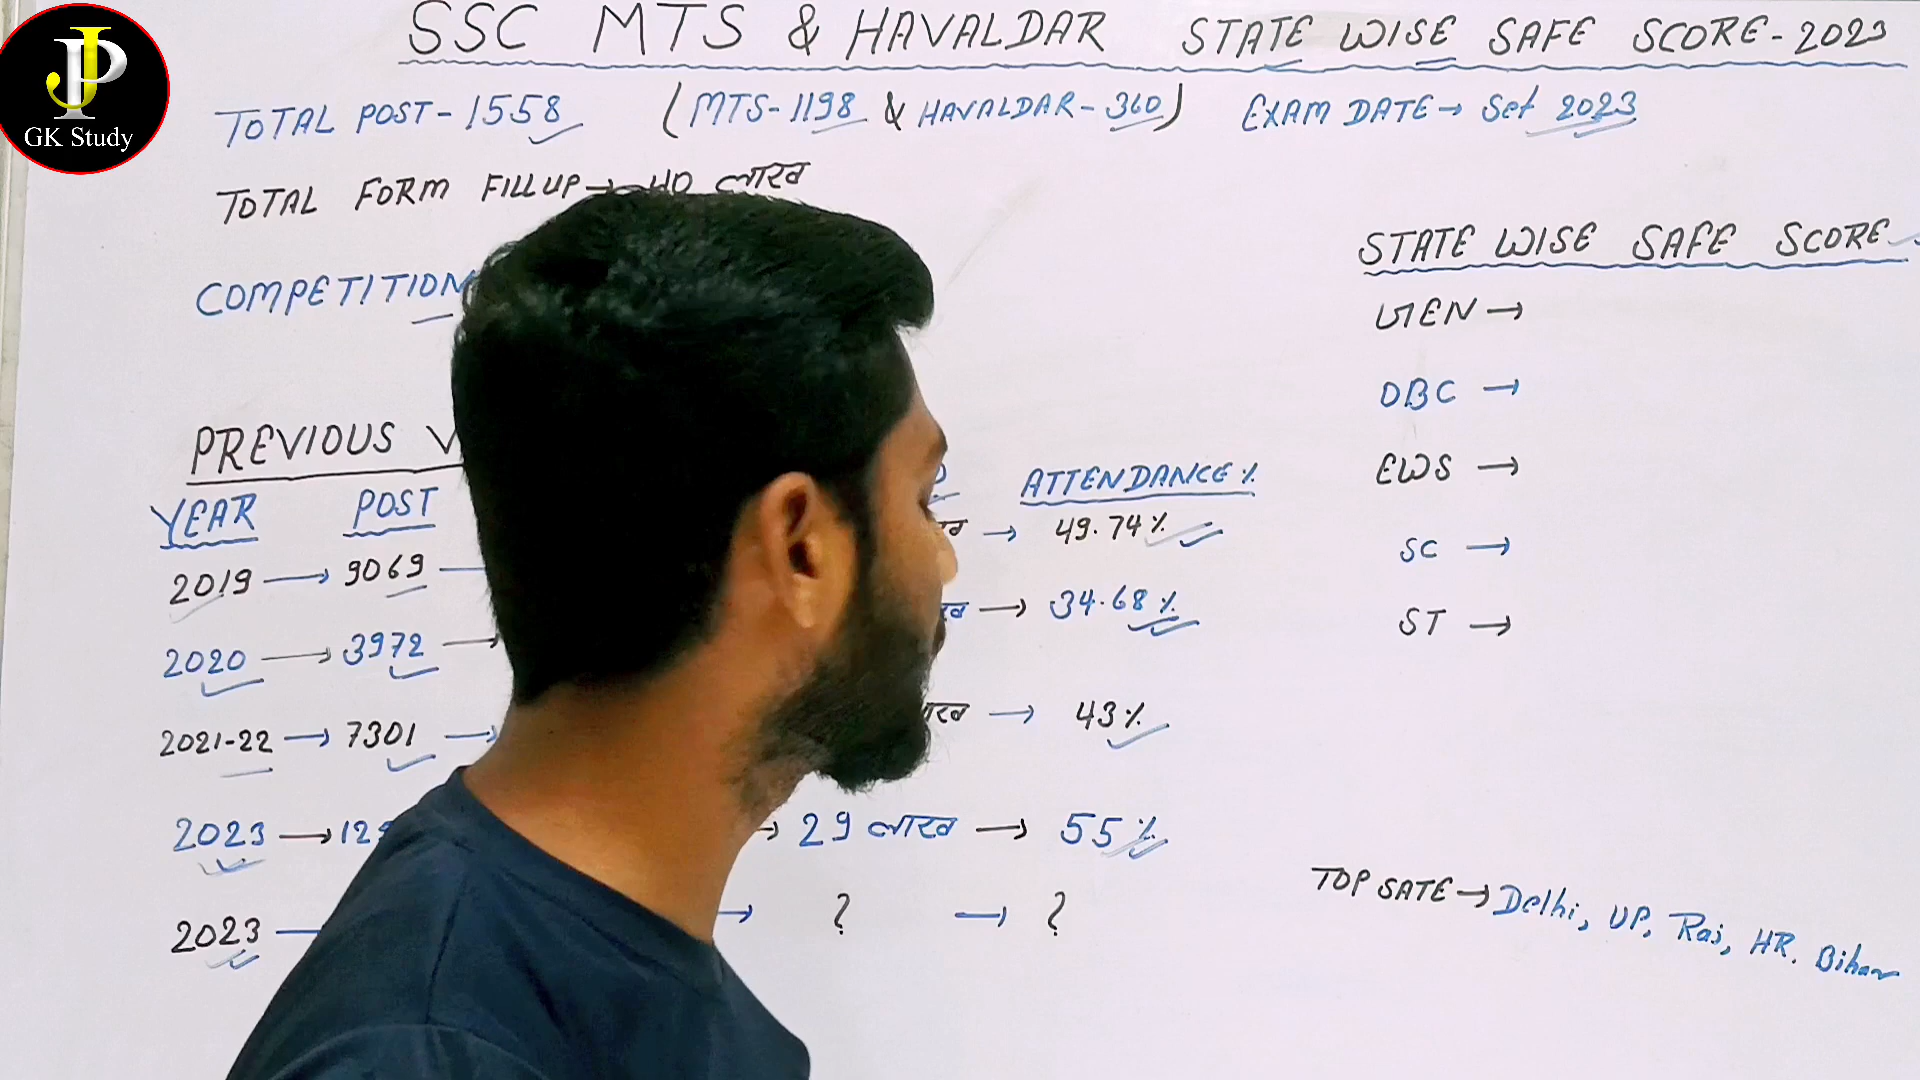 SSC MTS & HAVALDAR STATE WISE SAFE SCORE-2023
JP
GK Study
TOTAL POST-1558 (MTS-1198 & HAVALDAR-360) EXAM DATE→ Set 2023
TOTAL FORM FILLUP→ 40 लाख
STATE WISE SAFE SCORE
COMPETITION
GEN →
OBC →
PREVIOUS
EWS →
YEAR POST ATTENDANCE %
2019 → 9069 → 49.74%
SC →
2020 → 3972 → 34.68%
ST →
2021-22 → 7301 → 43%
2023 → 29 लाख → 55%
2023 → ? → ?
TOP SATE → Delhi, UP, Raj, HR. Bihar